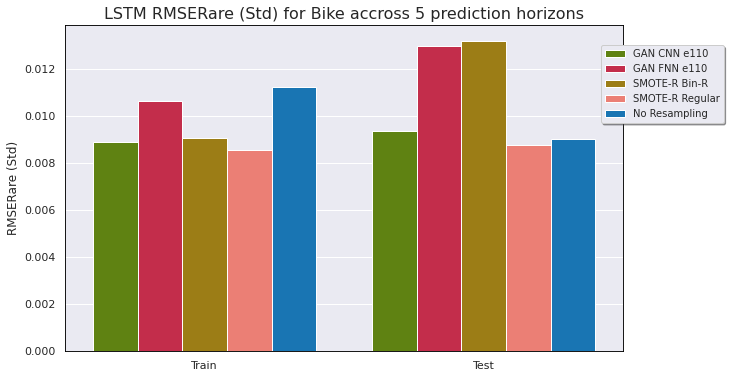 LSTM RMSERare (Std) for Bike accross 5 prediction horizons
GAN CNN e110
GAN FNN e110
SMOTE-R Bin-R
SMOTE-R Regular
No Resampling
RMSERare (Std)
0.012
0.010
0.008
0.006
0.004
0.002
0.000
Train
Test